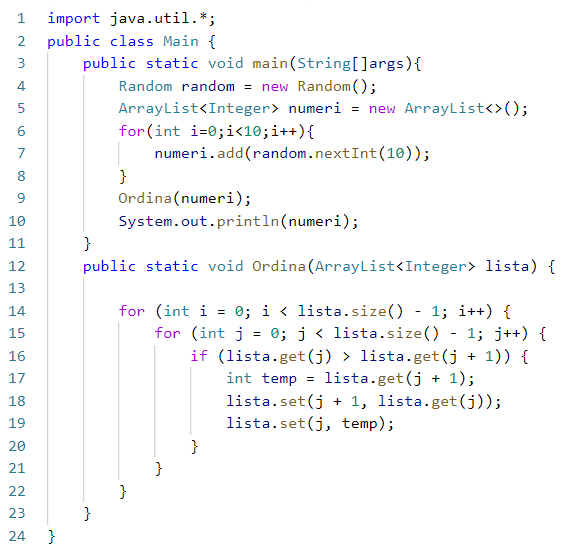 1 import java.util.*;
2 public class Main {
3     public static void main(String[]args){
4         Random random = new Random();
5         ArrayList<Integer> numeri = new ArrayList<>();
6         for(int i=0;i<10;i++){
7             numeri.add(random.nextInt(10));
8         }
9         Ordina(numeri);
10         System.out.println(numeri);
11     }
12     public static void Ordina(ArrayList<Integer> lista) {
13
14         for (int i = 0; i < lista.size() - 1; i++) {
15             for (int j = 0; j < lista.size() - 1; j++) {
16                 if (lista.get(j) > lista.get(j + 1)) {
17                     int temp = lista.get(j + 1);
18                     lista.set(j + 1, lista.get(j));
19                     lista.set(j, temp);
20                 }
21             }
22         }
23     }
24 }